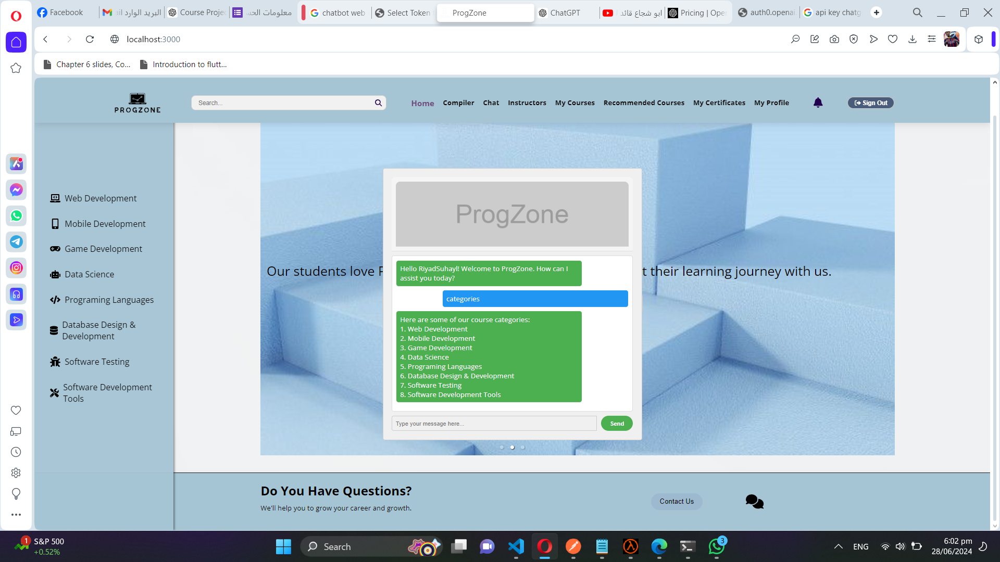 Facebook
البريد الوارد
Course Projec
معلومات الحس
chatbot web
Select Token
ProgZone
ChatGPT
ابو شجاع قائد
Pricing | Open
auth0.openai.
api key chatg
localhost:3000
Chapter 6 slides, Co...
Introduction to flutt...
PROGZONE
Search...
Home
Compiler
Chat
Instructors
My Courses
Recommended Courses
My Certificates
My Profile
Sign Out
Web Development
Mobile Development
Game Development
Data Science
Programing Languages
Database Design &
Development
Software Testing
Software Development
Tools
Our students love P
t their learning journey with us.
ProgZone
Hello RiyadSuhayl! Welcome to ProgZone. How can I
assist you today?
categories
Here are some of our course categories:
1. Web Development
2. Mobile Development
3. Game Development
4. Data Science
5. Programing Languages
6. Database Design & Development
7. Software Testing
8. Software Development Tools
Type your message here...
Send
Do You Have Questions?
We'll help you to grow your career and growth.
Contact Us
1
S&P 500
+0.52%
Search
3
ENG
6:02 pm
28/06/2024